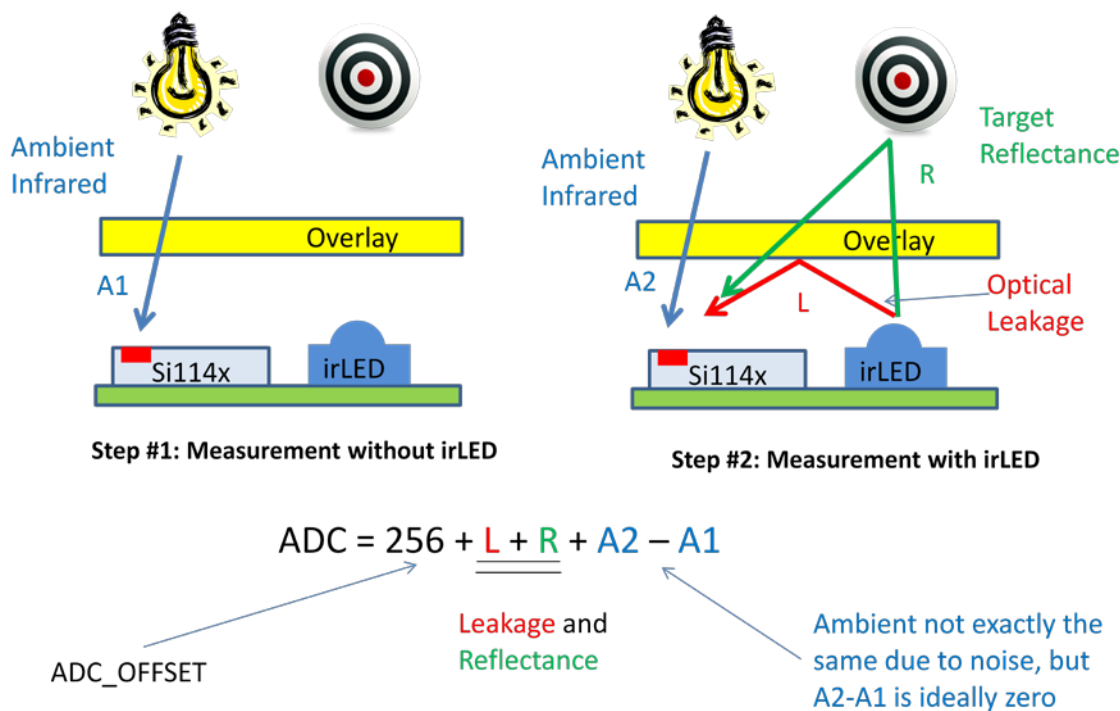 Ambient
Infrared
A1
Overlay
Si114x
irLED
Step #1: Measurement without irLED
Ambient
Infrared
A2
Target
Reflectance
R
Overlay
L
Optical
Leakage
Si114x
irLED
Step #2: Measurement with irLED
ADC = 256 + L + R + A2 – A1
ADC_OFFSET
Leakage and
Reflectance
Ambient not exactly the
same due to noise, but
A2-A1 is ideally zero